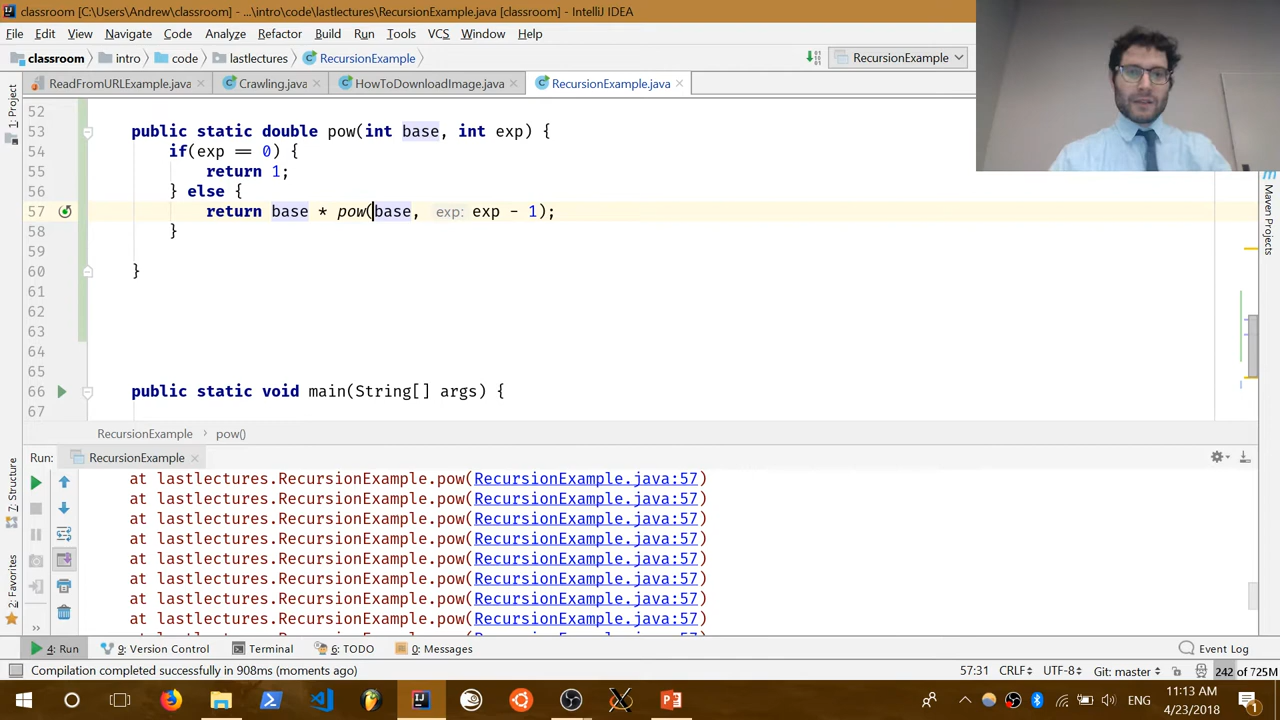 classroom [C:\Users\Andrew\classroom] - ...\intro\code\lastlectures\RecursionExample.java [classroom] - IntelliJ IDEA
File Edit View Navigate Code Analyze Refactor Build Run Tools VCS Window Help
classroom intro code lastlectures RecursionExample RecursionExample
ReadFromURLExample.java Crawling.java HowToDownloadImage.java RecursionExample.java
1: Project
Maven
52
53 public static double pow(int base, int exp) {
54 if(exp == 0) {
55 return 1;
56 } else {
57 return base * pow(base, exp: exp - 1);
58 }
59
60 }
61
62
63
64
65
66 public static void main(String[] args) {
67
RecursionExample pow()
Run: RecursionExample
7: Structure
2: Favorites
at lastlectures.RecursionExample.pow(RecursionExample.java:57)
at lastlectures.RecursionExample.pow(RecursionExample.java:57)
at lastlectures.RecursionExample.pow(RecursionExample.java:57)
at lastlectures.RecursionExample.pow(RecursionExample.java:57)
at lastlectures.RecursionExample.pow(RecursionExample.java:57)
at lastlectures.RecursionExample.pow(RecursionExample.java:57)
at lastlectures.RecursionExample.pow(RecursionExample.java:57)
at lastlectures.RecursionExample.pow(RecursionExample.java:57)
4: Run 9: Version Control Terminal 6: TODO 0: Messages Event Log
Compilation completed successfully in 908ms (moments ago) 57:31 CRLF UTF-8 Git: master 242 of 725M
ENG 11:13 AM
4/23/2018